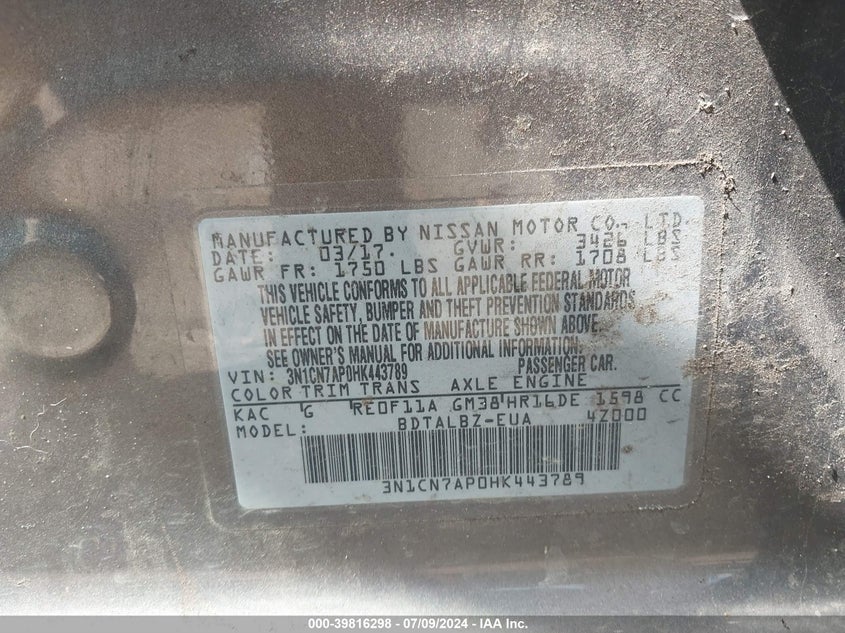 MANUFACTURED BY NISSAN MOTOR CO., LTD.
DATE: 03/17. GVWR: 3426 LBS
GAWR FR: 1750 LBS GAWR RR: 1708 LBS
THIS VEHICLE CONFORMS TO ALL APPLICABLE FEDERAL MOTOR
VEHICLE SAFETY, BUMPER AND THEFT PREVENTION STANDARDS
IN EFFECT ON THE DATE OF MANUFACTURE SHOWN ABOVE.
SEE OWNER'S MANUAL FOR ADDITIONAL INFORMATION.
VIN: 3N1CN7AP0HK443789 PASSENGER CAR.
COLOR TRIM TRANS AXLE ENGINE
KAC G RE0F11A GM38 HR16DE 1598 CC
MODEL: BDTALBZ-EUA 4Z000
3N1CN7AP0HK443789
000-39816298 - 07/09/2024 - IAA Inc.